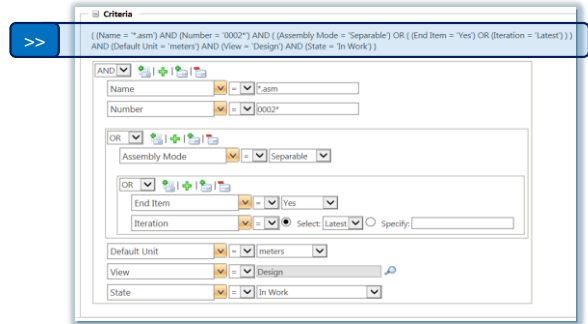 Criteria
( (Name = '*.asm') AND (Number = '0002*') AND ( (Assembly Mode = 'Separable') OR ( (End Item = 'Yes') OR (Iteration = 'Latest') ) )
AND (Default Unit = 'meters') AND (View = 'Design') AND (State = 'In Work') )
>>
AND
Name = *.asm
Number = 0002*
OR
Assembly Mode = Separable
OR
End Item = Yes
Iteration = Select: Latest Specify:
Default Unit = meters
View = Design
State = In Work